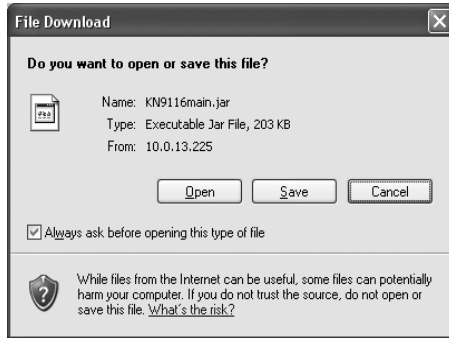 File Download
Do you want to open or save this file?
Name: KN9116main.jar
Type: Executable Jar File, 203 KB
From: 10.0.13.225
Open Save Cancel
Always ask before opening this type of file
While files from the Internet can be useful, some files can potentially
harm your computer. If you do not trust the source, do not open or
save this file. What's the risk?